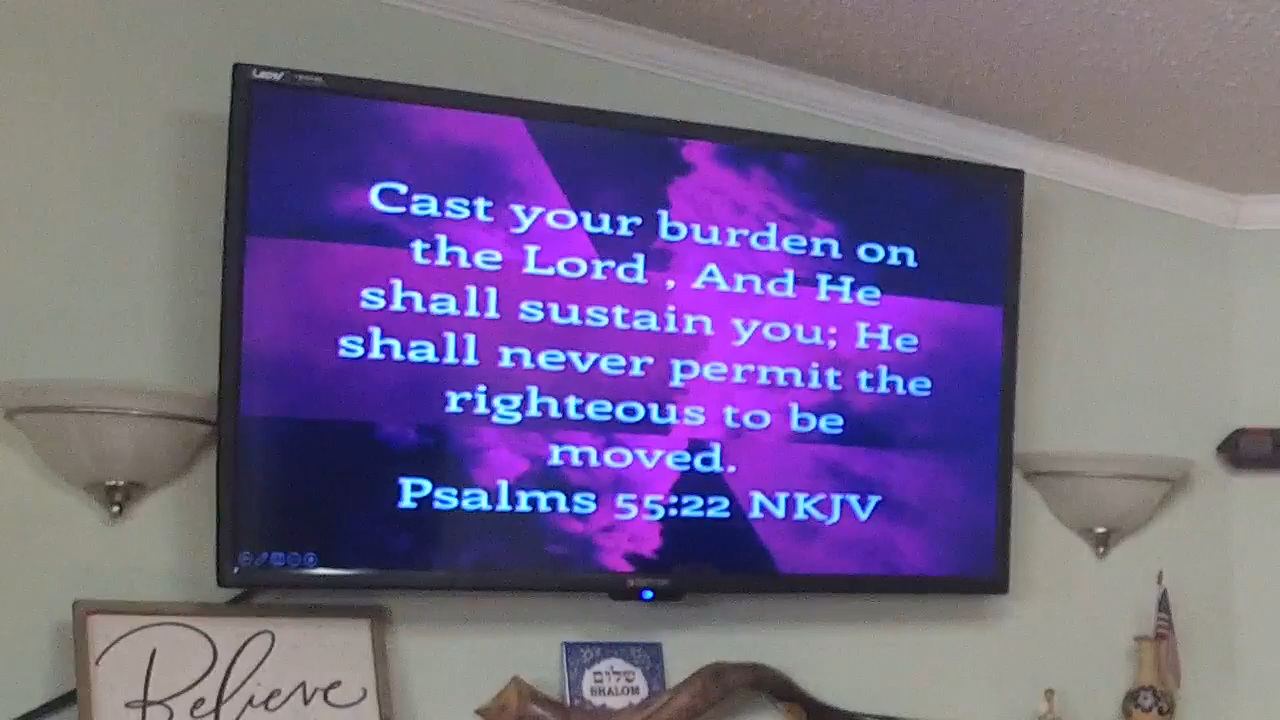 Cast your burden on
the Lord , And He
shall sustain you; He
shall never permit the
righteous to be
moved.
Psalms 55:22 NKJV
Believe
שלום
SHALOM